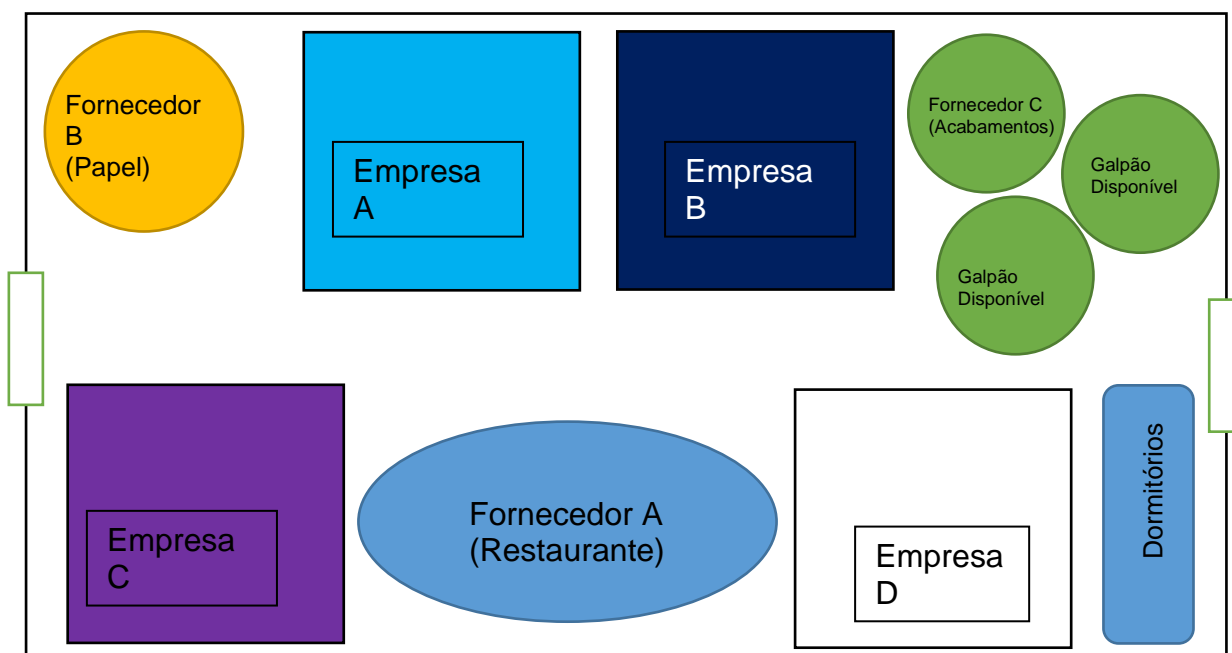 Fornecedor
B
(Papel)
Empresa
A
Empresa
B
Fornecedor C
(Acabamentos)
Galpão
Disponível
Galpão
Disponível
Empresa
C
Fornecedor A
(Restaurante)
Empresa
D
Dormitórios